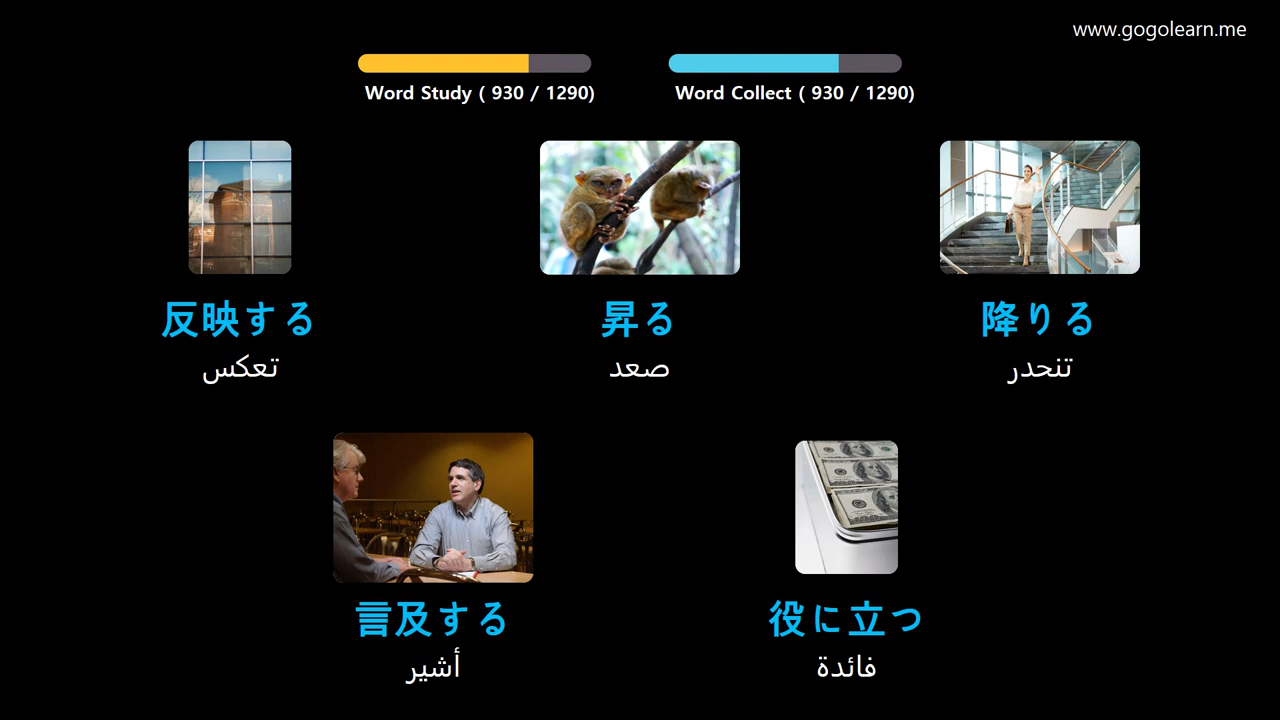 www.gogolearn.me
Word Study ( 930 / 1290)
Word Collect ( 930 / 1290)
反映する
تعكس
昇る
صعد
降りる
تنحدر
言及する
أشير
役に立つ
فائدة